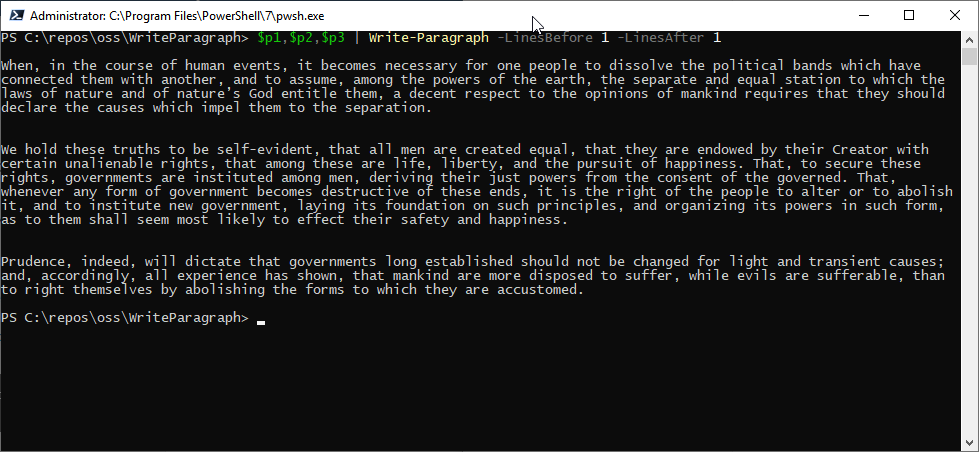 Administrator: C:\Program Files\PowerShell\7\pwsh.exe
PS C:\repos\oss\WriteParagraph> $p1,$p2,$p3 | Write-Paragraph -LinesBefore 1 -LinesAfter 1
When, in the course of human events, it becomes necessary for one people to dissolve the political bands which have
connected them with another, and to assume, among the powers of the earth, the separate and equal station to which the
laws of nature and of nature’s God entitle them, a decent respect to the opinions of mankind requires that they should
declare the causes which impel them to the separation.
We hold these truths to be self-evident, that all men are created equal, that they are endowed by their Creator with
certain unalienable rights, that among these are life, liberty, and the pursuit of happiness. That, to secure these
rights, governments are instituted among men, deriving their just powers from the consent of the governed. That,
whenever any form of government becomes destructive of these ends, it is the right of the people to alter or to abolish
it, and to institute new government, laying its foundation on such principles, and organizing its powers in such form,
as to them shall seem most likely to effect their safety and happiness.
Prudence, indeed, will dictate that governments long established should not be changed for light and transient causes;
and, accordingly, all experience has shown, that mankind are more disposed to suffer, while evils are sufferable, than
to right themselves by abolishing the forms to which they are accustomed.
PS C:\repos\oss\WriteParagraph>